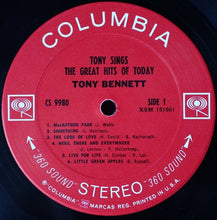 COLUMBIA
TONY SINGS
THE GREAT HITS OF TODAY
TONY BENNETT
CS 9980
SIDE 1
XSM 151861
1. MacARTHUR PARK J. Webb
2. SOMETHING G. Harrison
3. THE LOOK OF LOVE H. David - B. Bacharach
4. HERE, THERE AND EVERYWHERE
J. Lennon - P. McCartney
5. LIVE FOR LIFE N. Gimbel - F. Lai
6. LITTLE GREEN APPLES B. Russell
360 SOUND STEREO 360 SOUND
COLUMBIA MARCAS REG. PRINTED IN U.S.A.